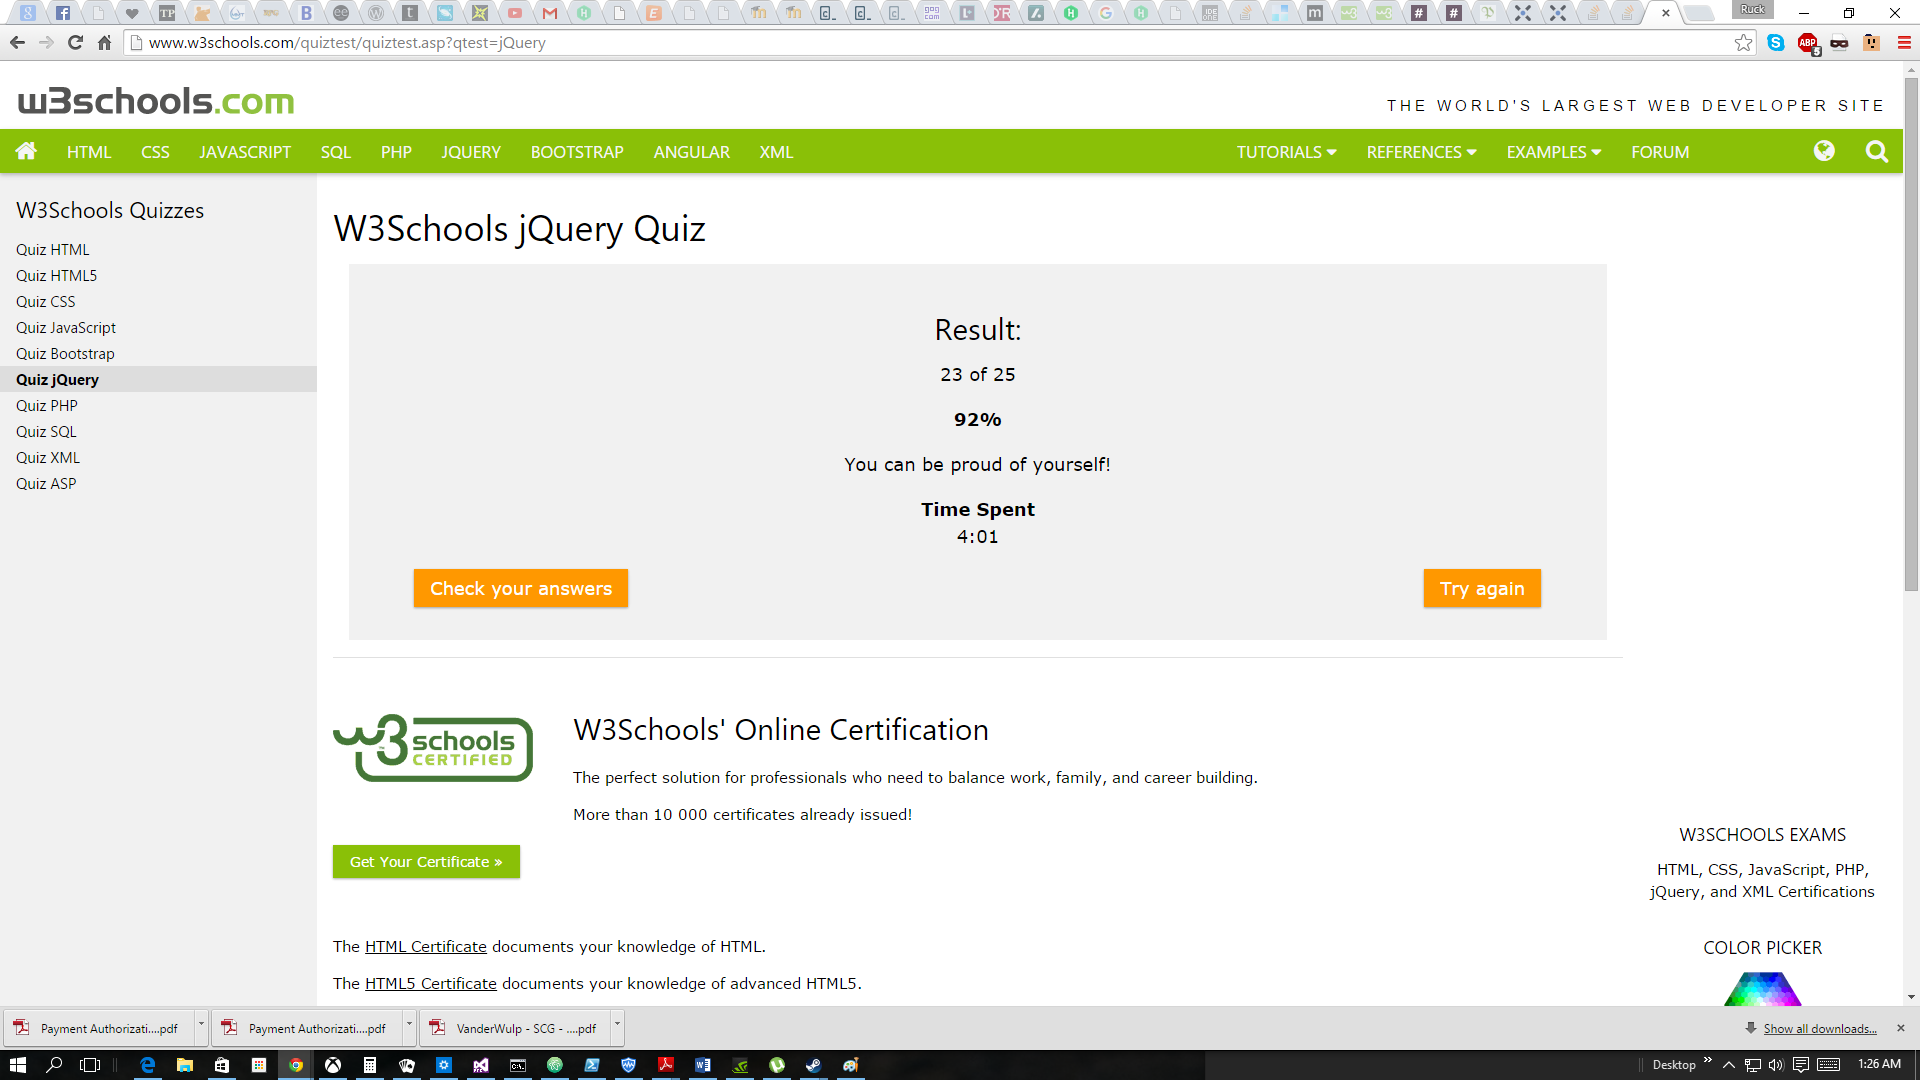 Ruck
www.w3schools.com/quiztest/quiztest.asp?qtest=jQuery
w3schools.com
THE WORLD'S LARGEST WEB DEVELOPER SITE
HTML CSS JAVASCRIPT SQL PHP JQUERY BOOTSTRAP ANGULAR XML TUTORIALS REFERENCES EXAMPLES FORUM
W3Schools Quizzes
Quiz HTML
Quiz HTML5
Quiz CSS
Quiz JavaScript
Quiz Bootstrap
Quiz jQuery
Quiz PHP
Quiz SQL
Quiz XML
Quiz ASP
W3Schools jQuery Quiz
Result:
23 of 25
92%
You can be proud of yourself!
Time Spent
4:01
Check your answers
Try again
w3schools
CERTIFIED
W3Schools' Online Certification
The perfect solution for professionals who need to balance work, family, and career building.
More than 10 000 certificates already issued!
Get Your Certificate »
The HTML Certificate documents your knowledge of HTML.
The HTML5 Certificate documents your knowledge of advanced HTML5.
W3SCHOOLS EXAMS
HTML, CSS, JavaScript, PHP,
jQuery, and XML Certifications
COLOR PICKER
Payment Authorizati....pdf
Payment Authorizati....pdf
VanderWulp - SCG - ....pdf
Show all downloads...
Desktop
1:26 AM